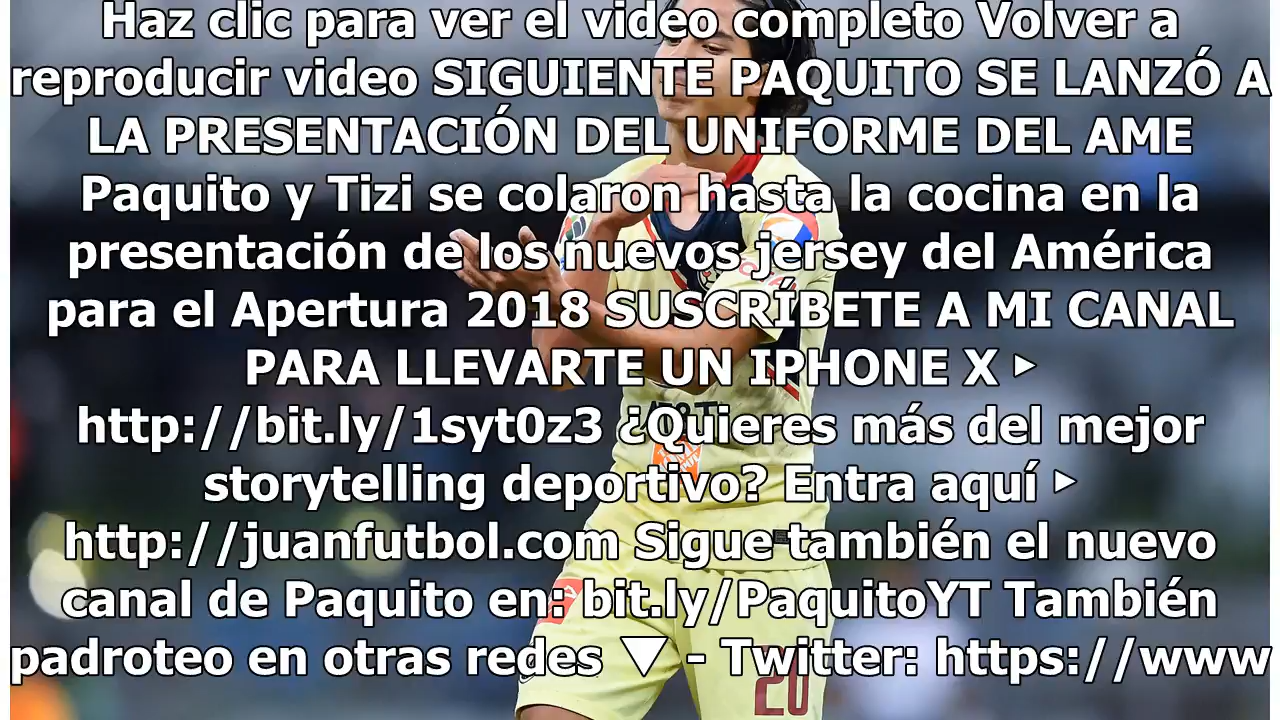 Haz clic para ver el video completo Volver a
reproducir video SIGUIENTE PAQUITO SE LANZÓ A
LA PRESENTACIÓN DEL UNIFORME DEL AME
Paquito y Tizi se colaron hasta la cocina en la
presentación de los nuevos jersey del América
para el Apertura 2018 SUSCRÍBETE A MI CANAL
PARA LLEVARTE UN IPHONE X ▸
http://bit.ly/1syt0z3 ¿Quieres más del mejor
storytelling deportivo? Entra aquí ▸
http://juanfutbol.com Sigue también el nuevo
canal de Paquito en: bit.ly/PaquitoYT También
padroteo en otras redes ▼ - Twitter: https://www
20